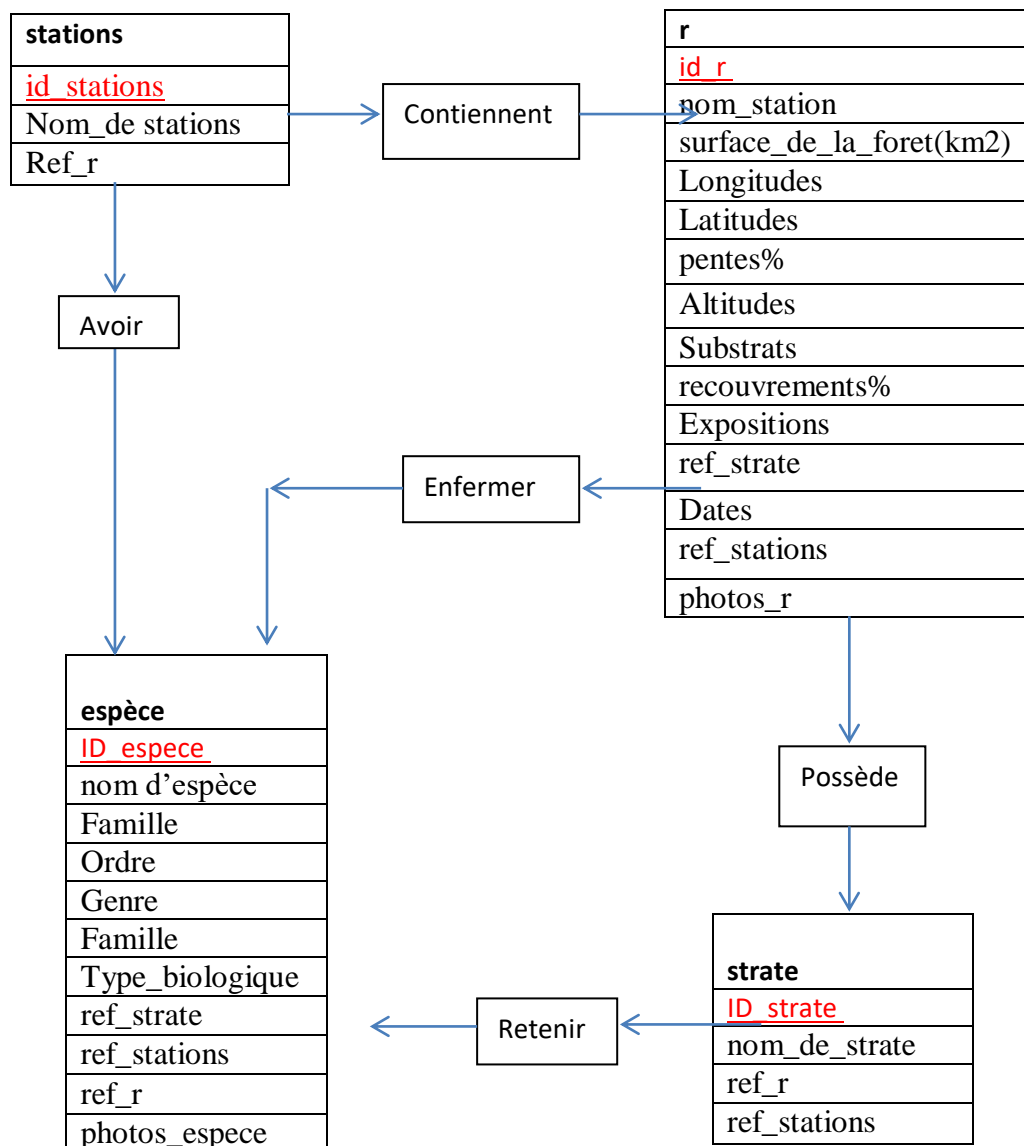 stations
id_stations
Nom_de stations
Ref_r
Contiennent
r
id_r
nom_station
surface_de_la_foret(km2)
Longitudes
Latitudes
pentes%
Altitudes
Substrats
recouvrements%
Expositions
ref_strate
Dates
ref_stations
photos_r
Avoir
Enfermer
espèce
ID_espece
nom d’espèce
Famille
Ordre
Genre
Famille
Type_biologique
ref_strate
ref_stations
ref_r
photos_espece
Possède
Retenir
strate
ID_strate
nom_de_strate
ref_r
ref_stations